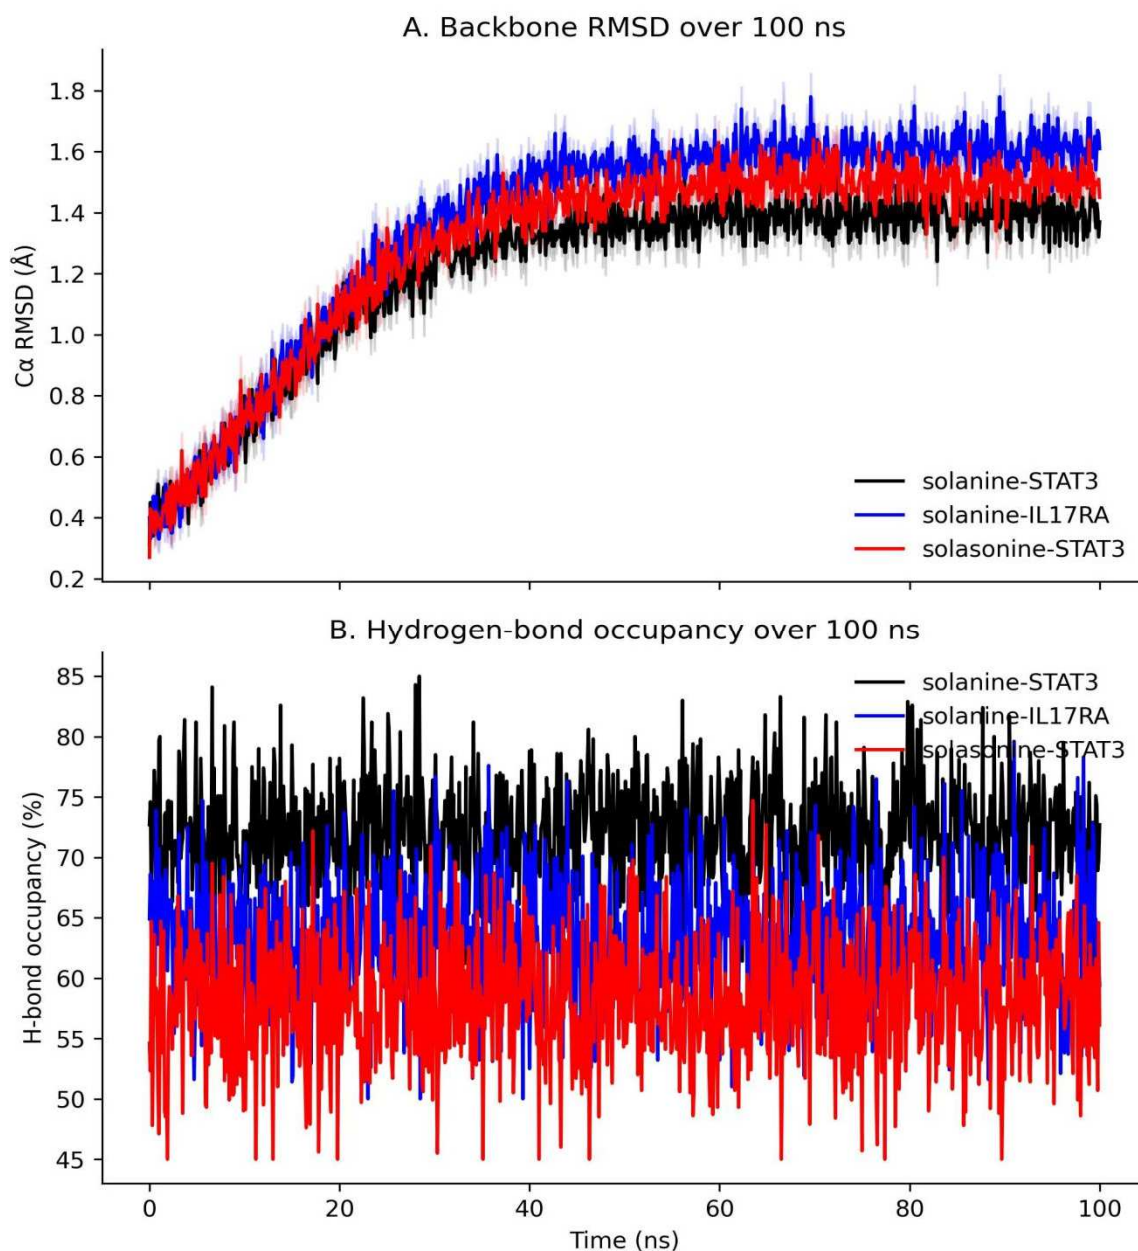 A. Backbone RMSD over 100 ns
1.8
1.6
1.4
1.2
1.0
0.8
0.6
0.4
0.2
Cα RMSD (Å)
solanine-STAT3
solanine-IL17RA
solasonine-STAT3
B. Hydrogen-bond occupancy over 100 ns
85
80
75
70
65
60
55
50
45
H-bond occupancy (%)
solanine-STAT3
solanine-IL17RA
solasonine-STAT3
0 20 40 60 80 100
Time (ns)